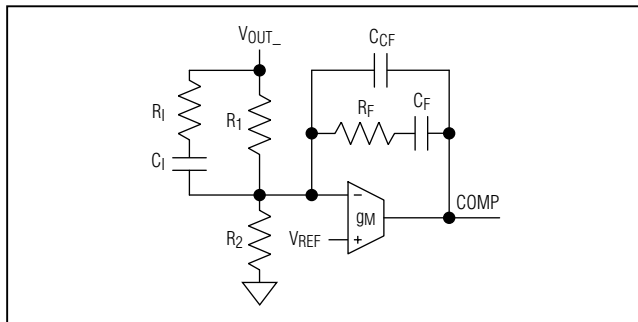 VOUT_
CCF
RI
R1
RF
CF
CI
−
gM
COMP
R2
VREF
+